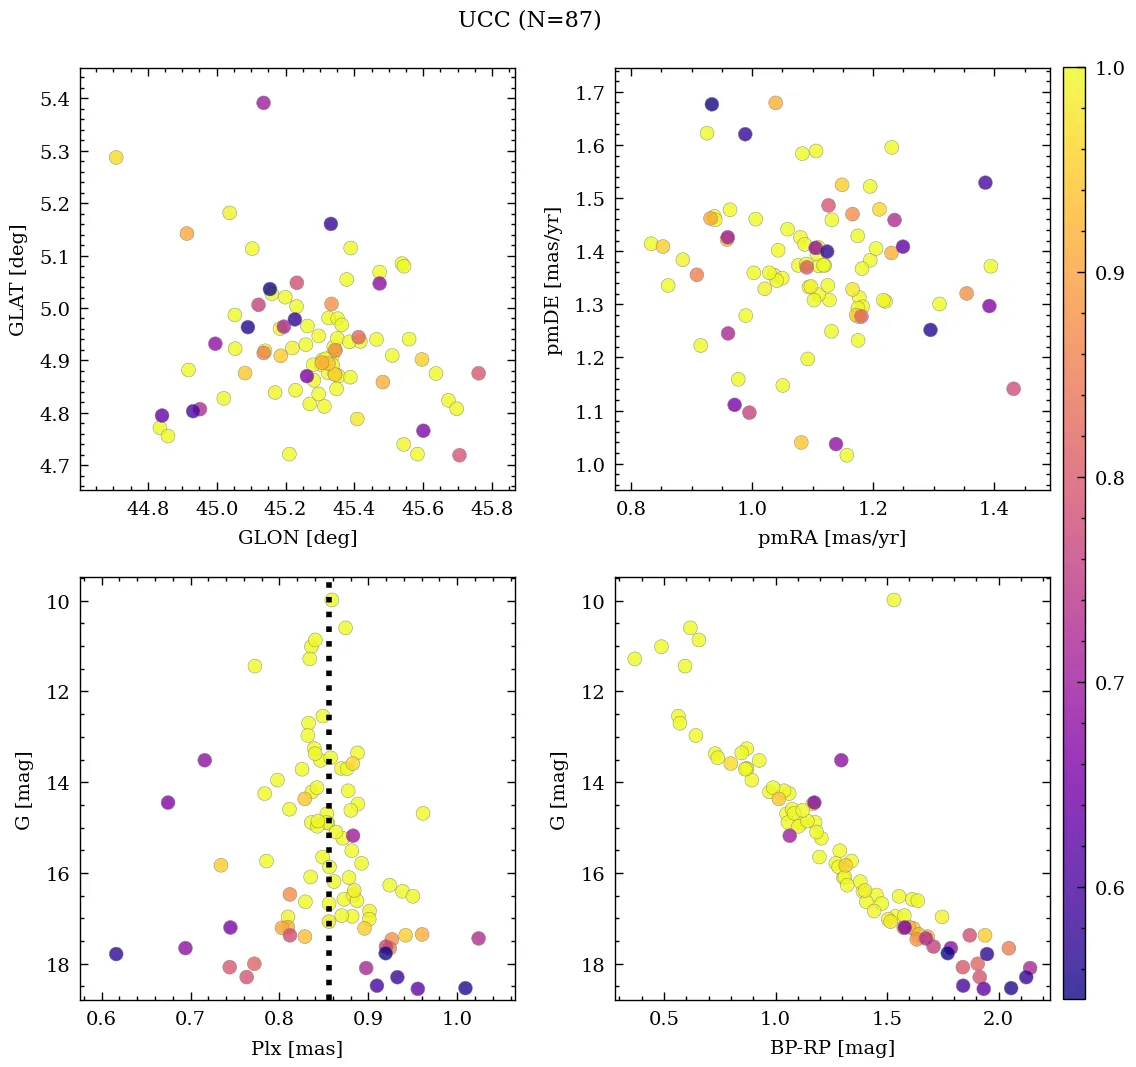 UCC (N=87)
5.4
5.3
5.2
5.1
5.0
4.9
4.8
4.7
GLAT [deg]
44.8 45.0 45.2 45.4 45.6 45.8
GLON [deg]
1.7
1.6
1.5
1.4
1.3
1.2
1.1
1.0
pmDE [mas/yr]
0.8 1.0 1.2 1.4
pmRA [mas/yr]
1.0
0.9
0.8
0.7
0.6
10
12
14
16
18
G [mag]
0.6 0.7 0.8 0.9 1.0
Plx [mas]
10
12
14
16
18
G [mag]
0.5 1.0 1.5 2.0
BP-RP [mag]